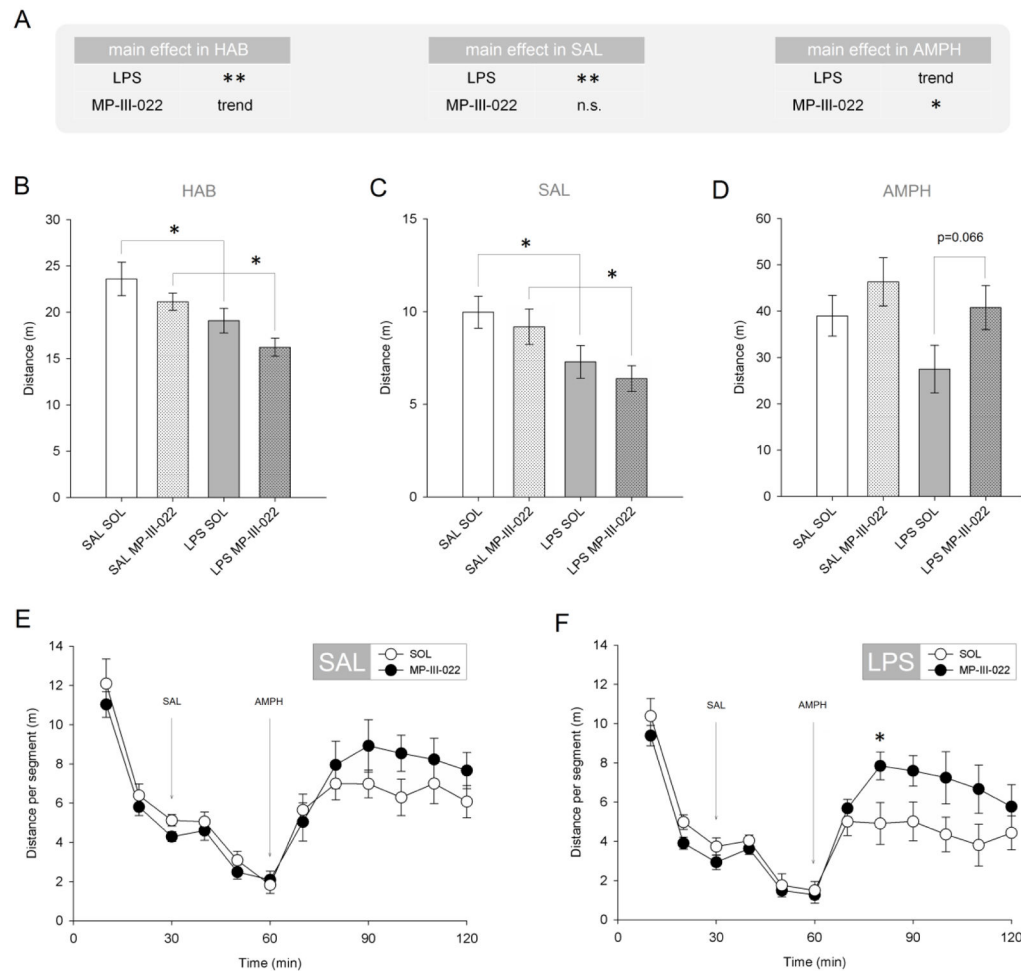 A
main effect in HAB
LPS **
MP-III-022 trend
main effect in SAL
LPS **
MP-III-022 n.s.
main effect in AMPH
LPS trend
MP-III-022 *
B
HAB
Distance (m)
30
25
20
15
10
5
0
*
*
SAL SOL
SAL MP-III-022
LPS SOL
LPS MP-III-022
C
SAL
Distance (m)
15
10
5
0
*
*
SAL SOL
SAL MP-III-022
LPS SOL
LPS MP-III-022
D
AMPH
Distance (m)
60
50
40
30
20
10
0
p=0.066
SAL SOL
SAL MP-III-022
LPS SOL
LPS MP-III-022
E
Distance per segment (m)
14
12
10
8
6
4
2
0
SAL
SOL
MP-III-022
SAL
AMPH
0 30 60 90 120
Time (min)
F
Distance per segment (m)
14
12
10
8
6
4
2
0
LPS
SOL
MP-III-022
SAL
AMPH
*
0 30 60 90 120
Time (min)